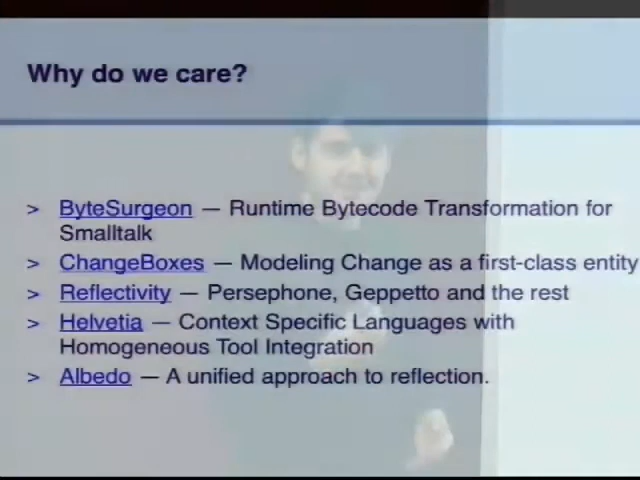 Why do we care?
> ByteSurgeon — Runtime Bytecode Transformation for
Smalltalk
> ChangeBoxes — Modeling Change as a first-class entity
> Reflectivity — Persephone, Geppetto and the rest
> Helvetia — Context Specific Languages with
Homogeneous Tool Integration
> Albedo — A unified approach to reflection.